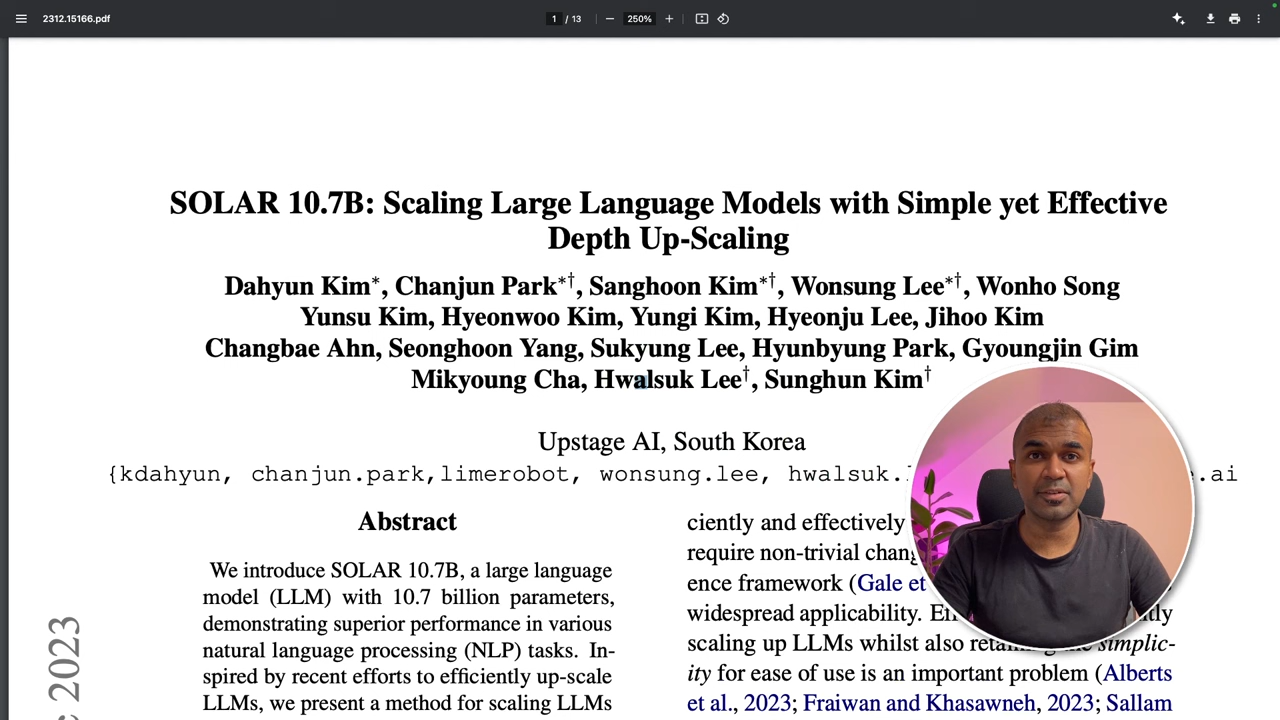 2312.15166.pdf
1 / 13
250%
SOLAR 10.7B: Scaling Large Language Models with Simple yet Effective
Depth Up-Scaling
Dahyun Kim*, Chanjun Park*†, Sanghoon Kim*†, Wonsung Lee*†, Wonho Song
Yunsu Kim, Hyeonwoo Kim, Yungi Kim, Hyeonju Lee, Jihoo Kim
Changbae Ahn, Seonghoon Yang, Sukyung Lee, Hyunbyung Park, Gyoungjin Gim
Mikyoung Cha, Hwalsuk Lee†, Sunghun Kim†
Upstage AI, South Korea
{kdahyun, chanjun.park,limerobot, wonsung.lee, hwalsuk. .ai
Abstract
We introduce SOLAR 10.7B, a large language
model (LLM) with 10.7 billion parameters,
demonstrating superior performance in various
natural language processing (NLP) tasks. In-
spired by recent efforts to efficiently up-scale
LLMs, we present a method for scaling LLMs
ciently and effectively
require non-trivial
ence framework (Gale et
widespread applicability.
scaling up LLMs whilst also the simplic-
ity for ease of use is an important problem (Alberts
et al., 2023; Fraiwan and Khasawneh, 2023; Sallam
2023